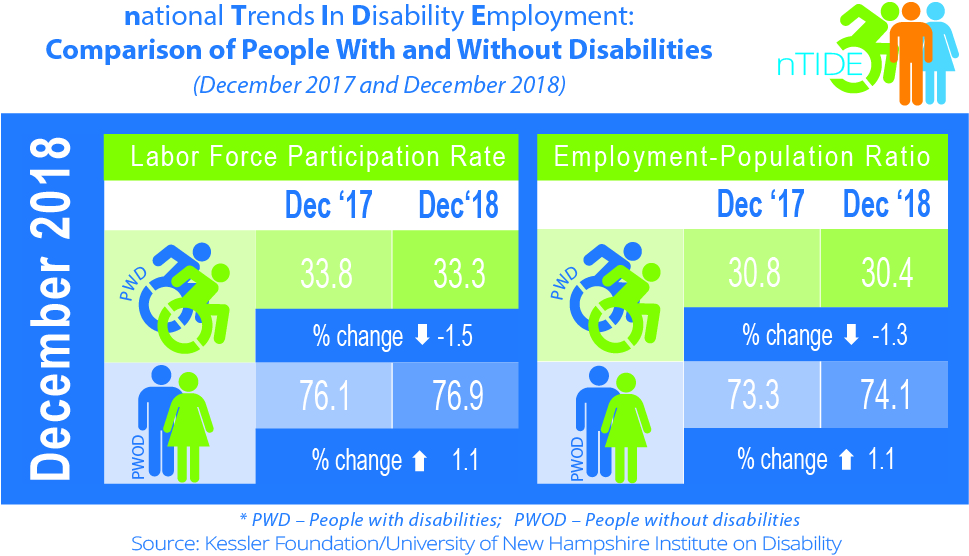 national Trends In Disability Employment:
Comparison of People With and Without Disabilities
(December 2017 and December 2018)
nTIDE
December 2018
Labor Force Participation Rate
Dec ‘17 Dec‘18
PWD 33.8 33.3
% change -1.5
PWOD 76.1 76.9
% change 1.1
Employment-Population Ratio
Dec ‘17 Dec ‘18
PWD 30.8 30.4
% change -1.3
PWOD 73.3 74.1
% change 1.1
* PWD – People with disabilities; PWOD – People without disabilities
Source: Kessler Foundation/University of New Hampshire Institute on Disability